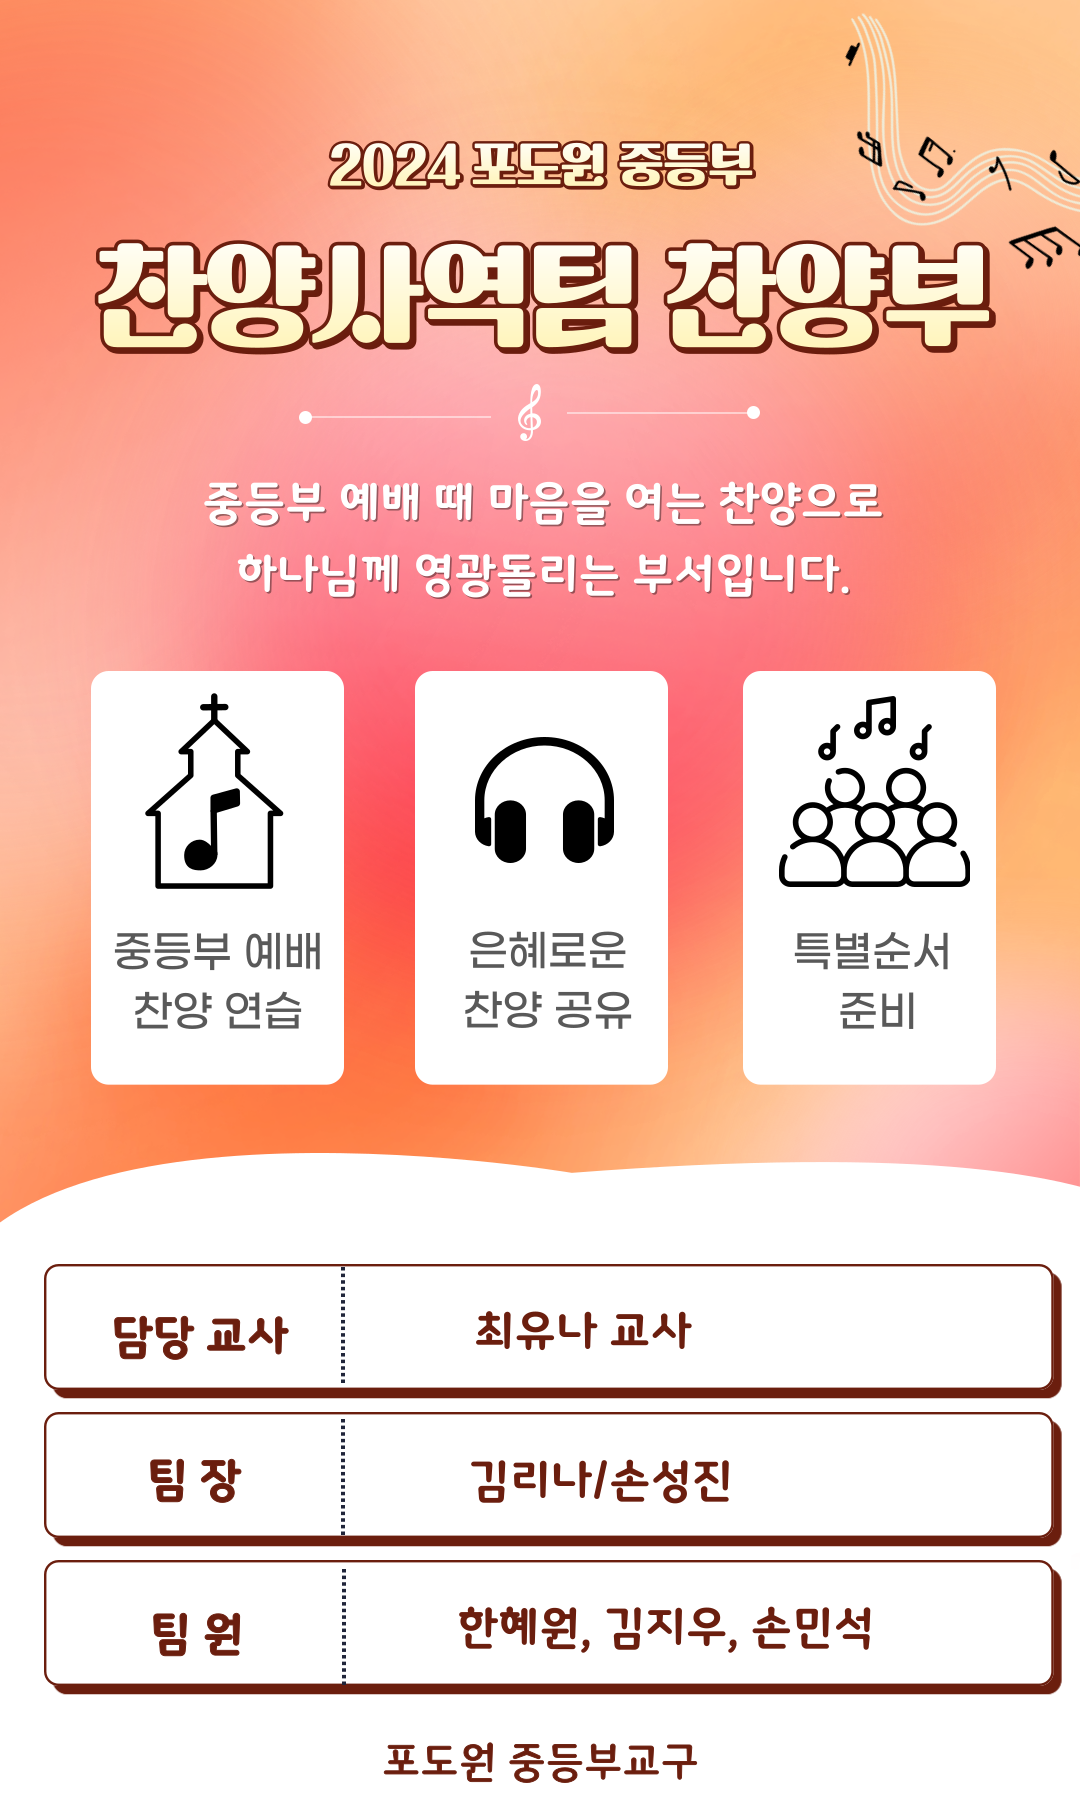 2024 포도원 중등부
찬양사역팀 찬양부
중등부 예배 때 마음을 여는 찬양으로
하나님께 영광돌리는 부서입니다.
중등부 예배
찬양 연습
은혜로운
찬양 공유
특별순서
준비
담당 교사
최유나 교사
팀 장
김리나/손성진
팀 원
한혜원, 김지우, 손민석
포도원 중등부교구